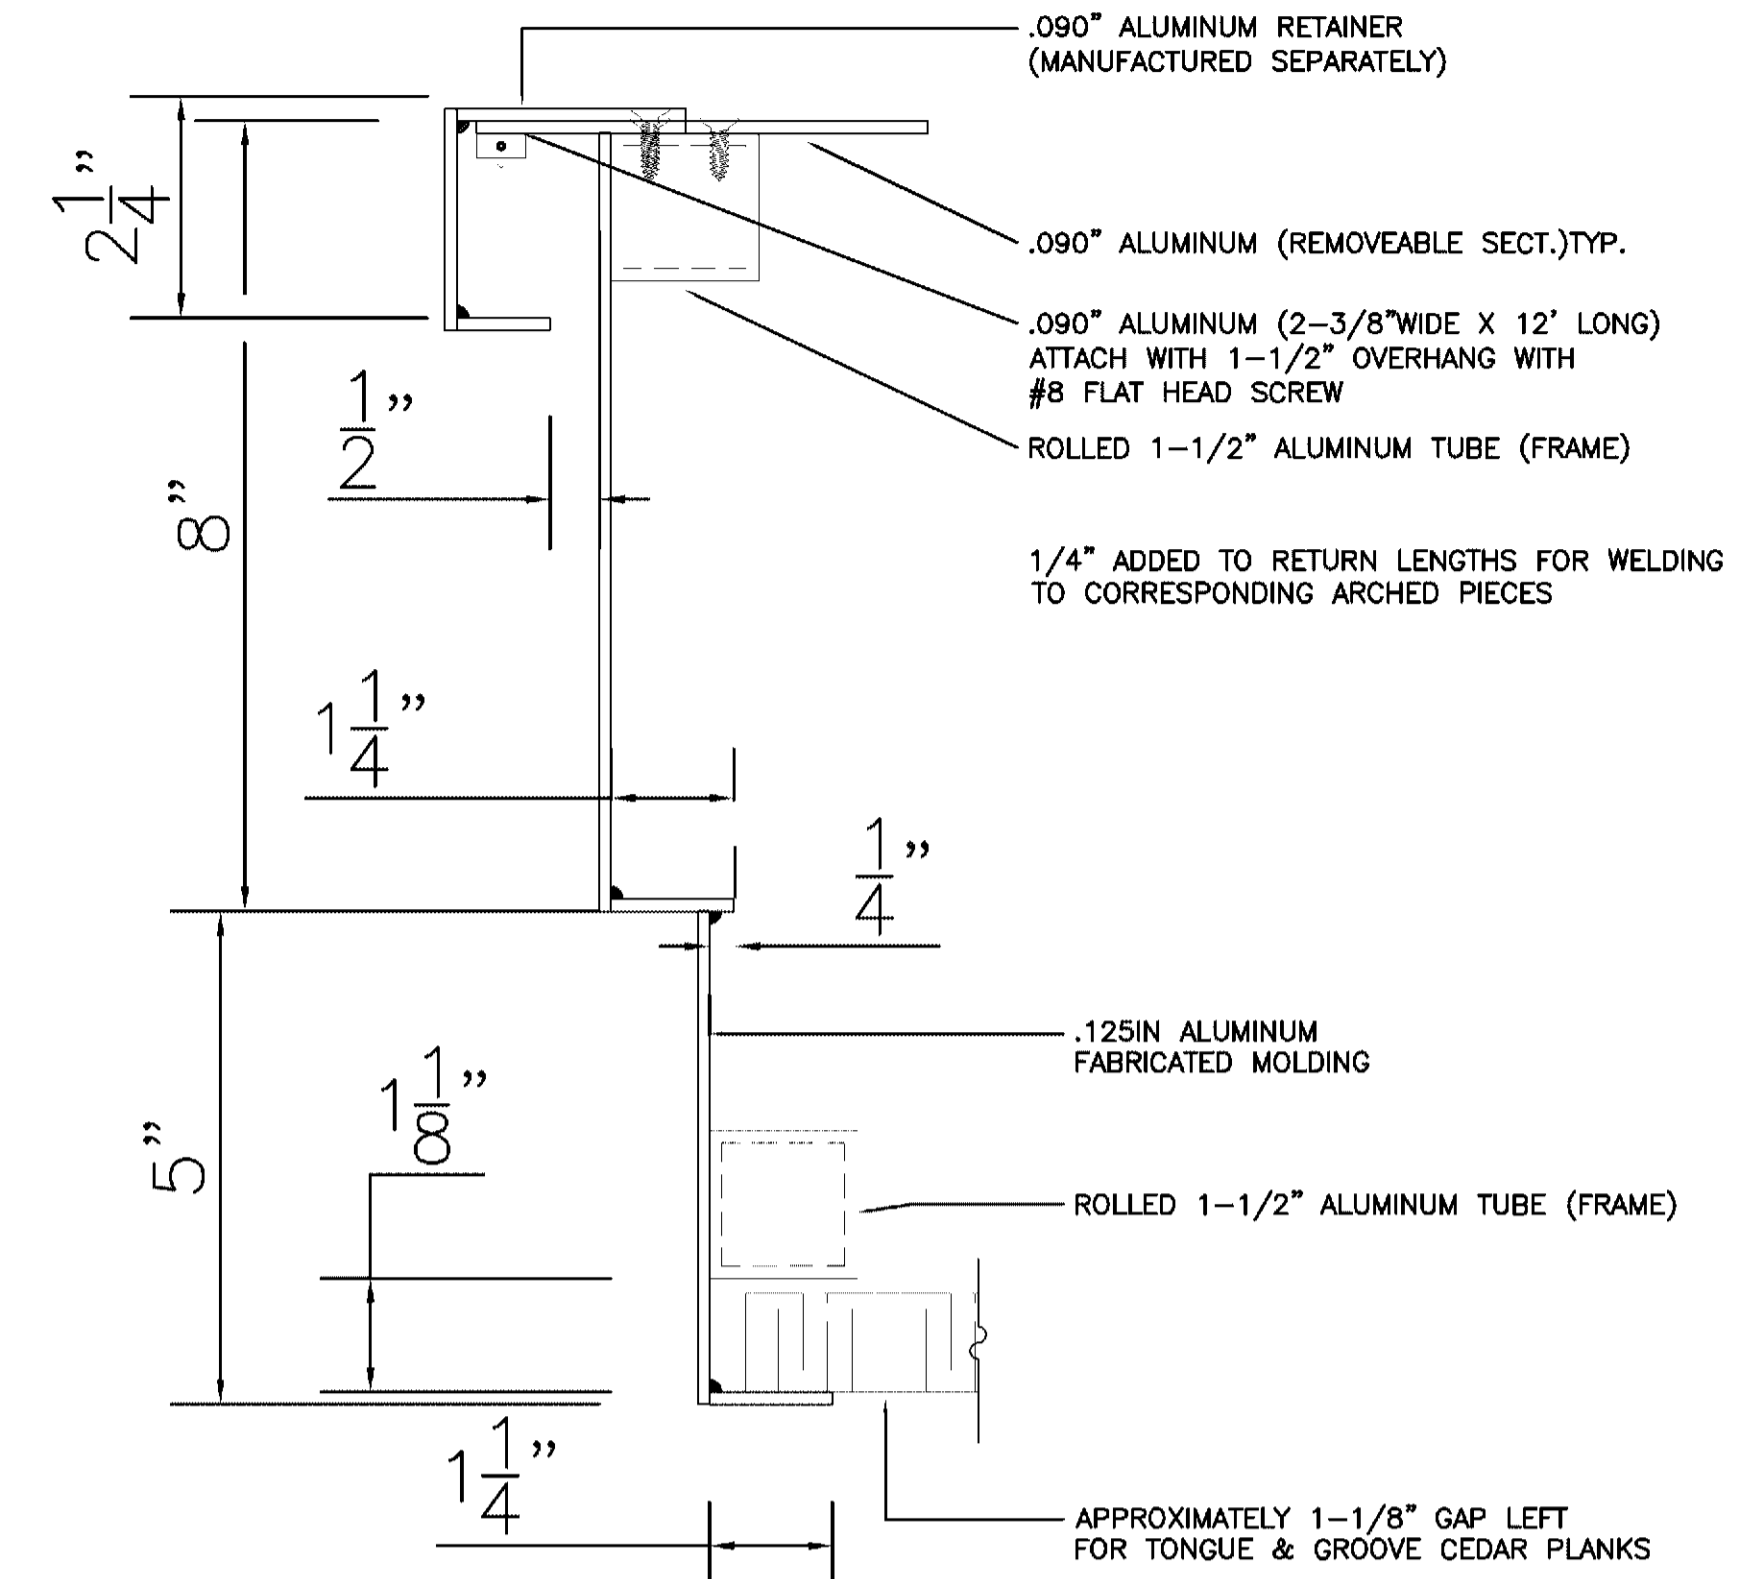 .090” ALUMINUM RETAINER
(MANUFACTURED SEPARATELY)
2 1/4”
.090” ALUMINUM (REMOVEABLE SECT.)TYP.
.090” ALUMINUM (2-3/8”WIDE X 12’ LONG)
ATTACH WITH 1-1/2” OVERHANG WITH
#8 FLAT HEAD SCREW
1/2”
ROLLED 1-1/2” ALUMINUM TUBE (FRAME)
8”
1/4” ADDED TO RETURN LENGTHS FOR WELDING
TO CORRESPONDING ARCHED PIECES
1 1/4”
1/4”
.125IN ALUMINUM
FABRICATED MOLDING
1 1/8”
5”
ROLLED 1-1/2” ALUMINUM TUBE (FRAME)
1 1/4”
APPROXIMATELY 1-1/8” GAP LEFT
FOR TONGUE & GROOVE CEDAR PLANKS